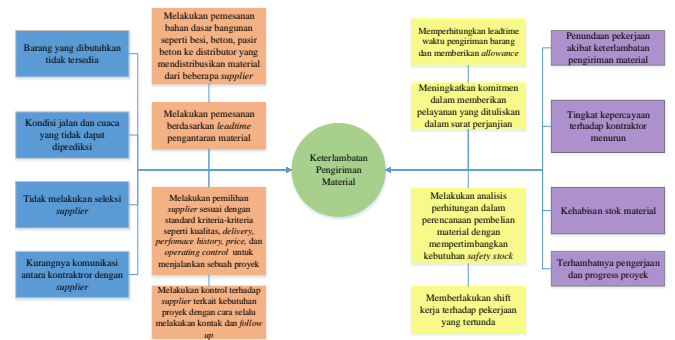 Barang yang dibutuhkan
tidak tersedia
Kondisi jalan dan cuaca
yang tidak dapat
diprediksi
Tidak melakukan seleksi
supplier
Kurangnya komunikasi
antara kontraktror dengan
supplier
Melakukan pemesanan
bahan dasar bangunan
seperti besi, beton, pasir
beton ke distributor yang
mendistribusikan material
dari beberapa supplier
Melakukan pemesanan
berdasarkan leadtime
pengantaran material
Melakukan pemilihan
supplier sesuai dengan
standard kriteria-kriteria
seperti kualitas, delivery,
perfomace history, price, dan
operating control untuk
menjalankan sebuah proyek
Melakukan kontrol terhadap
supplier terkait kebutuhan
proyek dengan cara selalu
melakukan kontak dan follow
up
Keterlambatan
Pengiriman
Material
Memperhitungkan leadtime
waktu pengiriman barang
dan memberikan allowance
Meningkatkan komitmen
dalam memberikan
pelayanan yang dituliskan
dalam surat perjanjian
Melakukan analisis
perhitungan dalam
perencanaan pembelian
material dengan
mempertimbangkan
kebutuhan safety stock
Memberlakukan shift
kerja terhadap pekerjaan
yang tertunda
Penundaan pekerjaan
akibat keterlambatan
pengiriman material
Tingkat kepercayaan
terhadap kontraktor
menurun
Kehabisan stok material
Terhambatnya pengerjaan
dan progress proyek